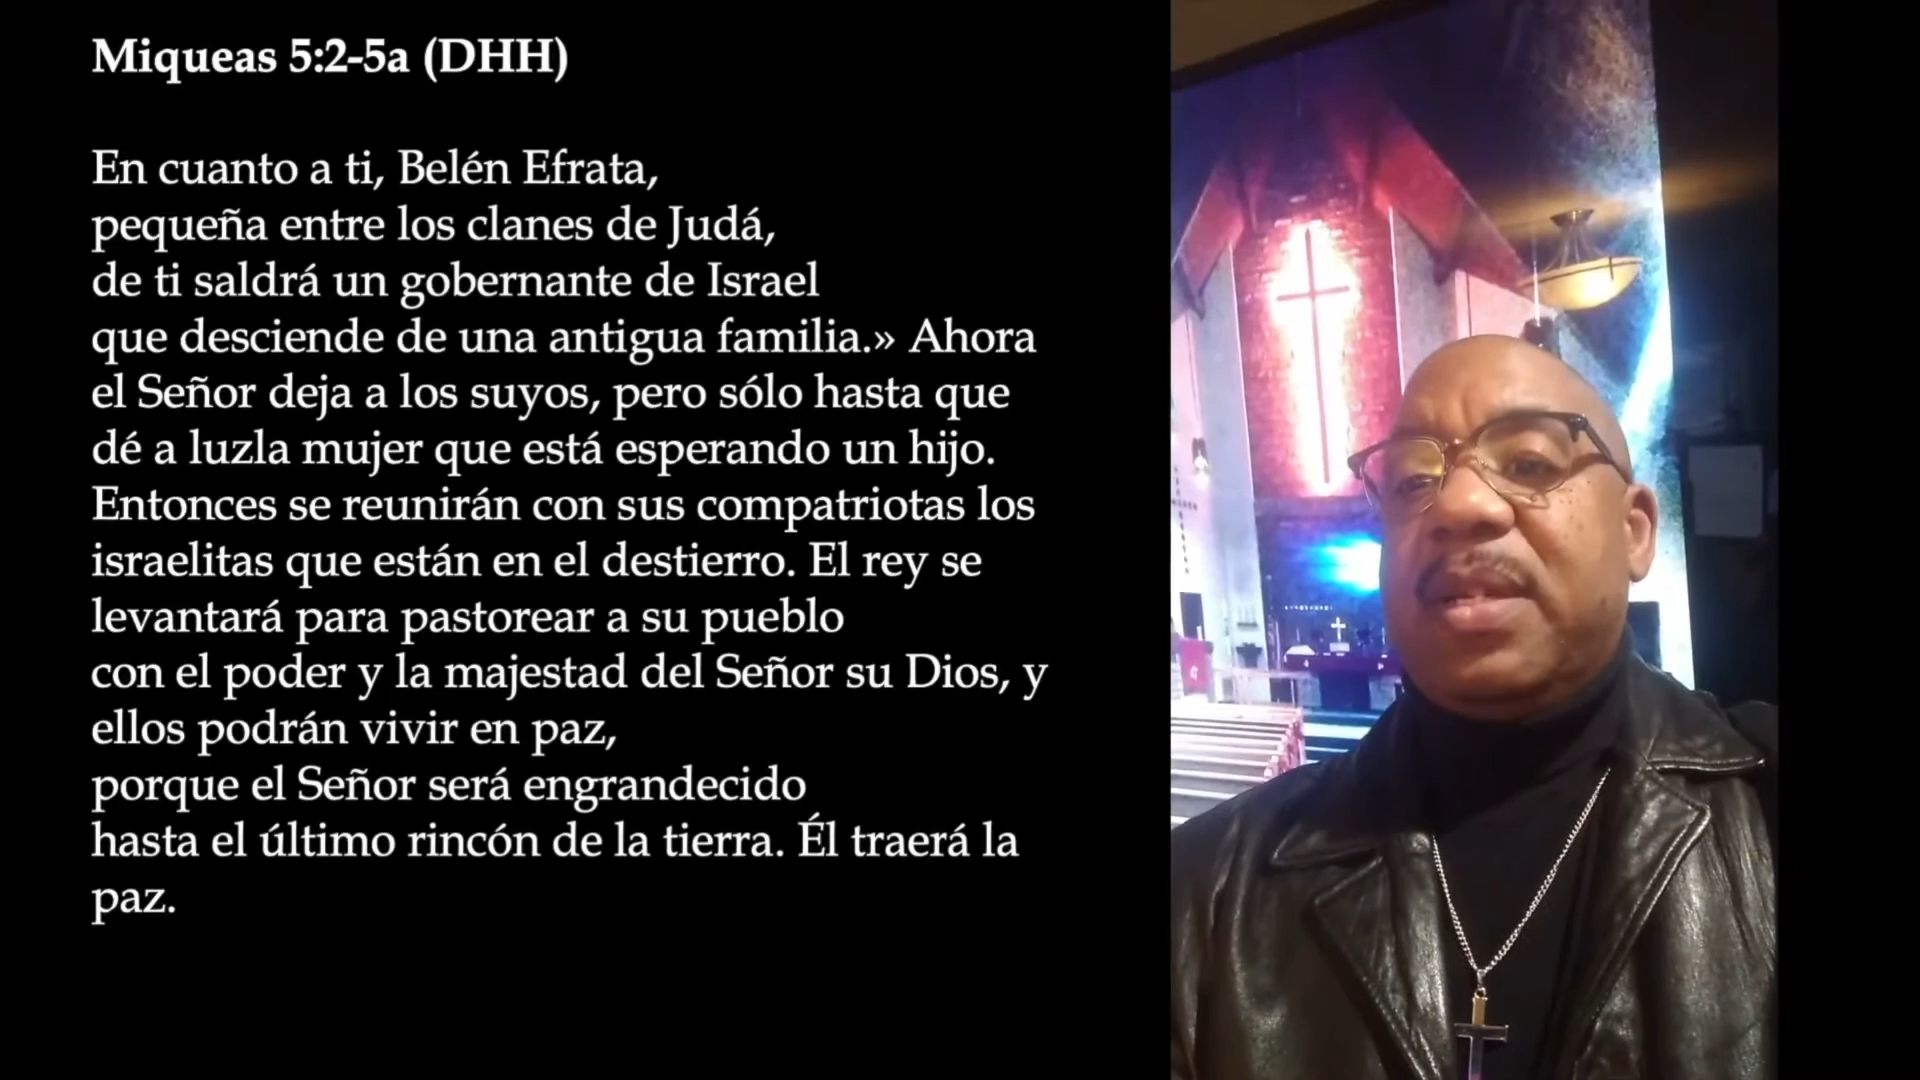 Miqueas 5:2-5a (DHH)
En cuanto a ti, Belén Efrata,
pequeña entre los clanes de Judá,
de ti saldrá un gobernante de Israel
que desciende de una antigua familia.» Ahora
el Señor deja a los suyos, pero sólo hasta que
dé a luzla mujer que está esperando un hijo.
Entonces se reunirán con sus compatriotas los
israelitas que están en el destierro. El rey se
levantará para pastorear a su pueblo
con el poder y la majestad del Señor su Dios, y
ellos podrán vivir en paz,
porque el Señor será engrandecido
hasta el último rincón de la tierra. Él traerá la
paz.